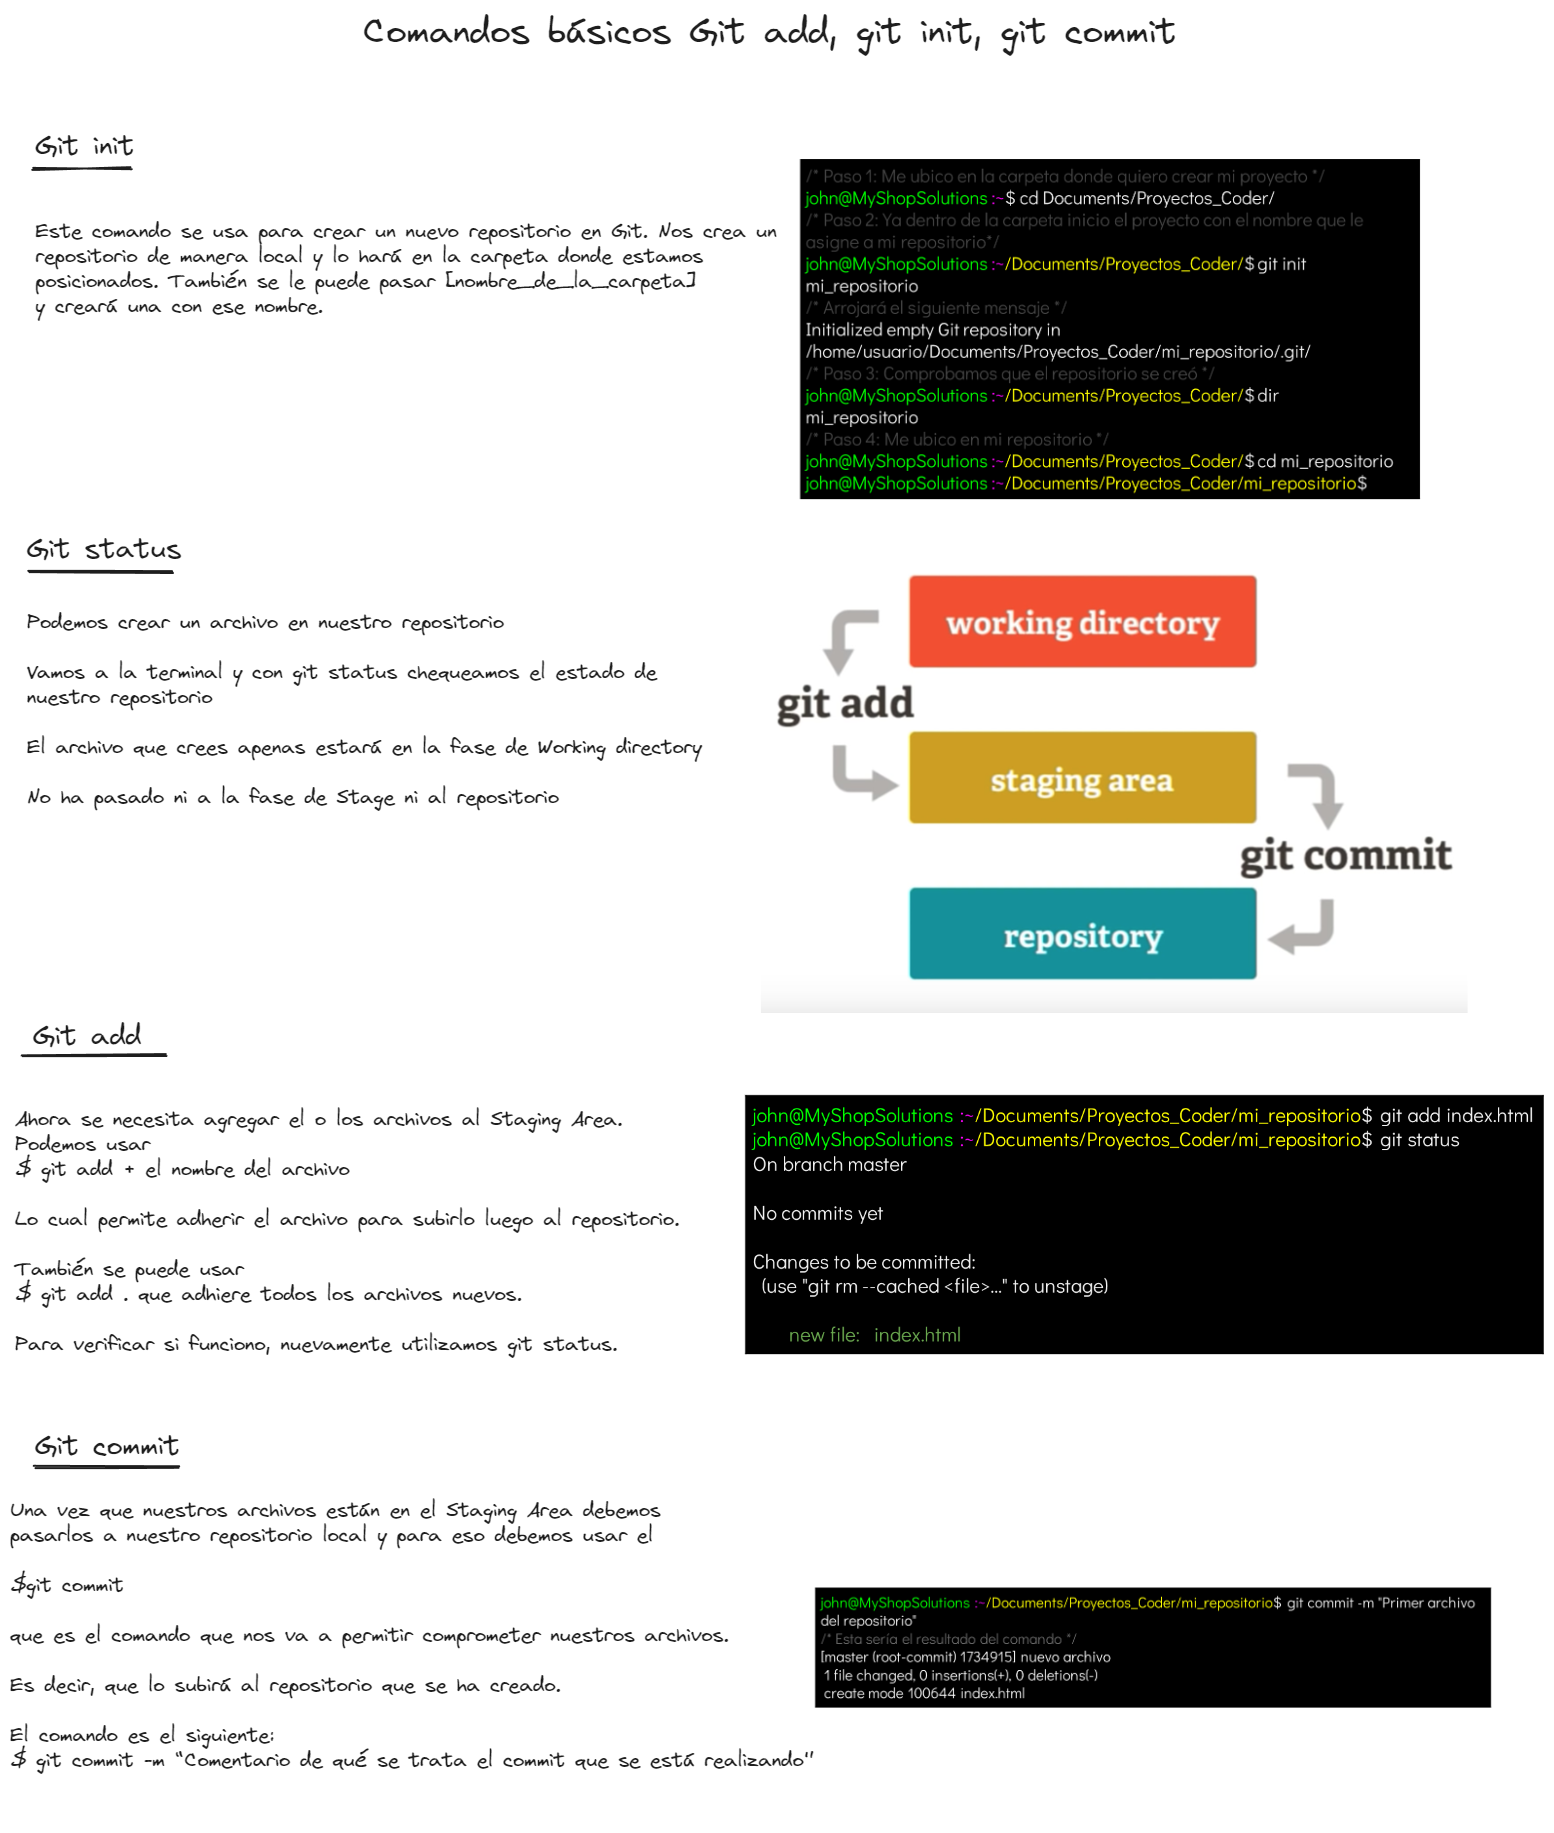 Comandos básicos Git add, git init, git commit
Git init
Este comando se usa para crear un nuevo repositorio en Git. Nos crea un
repositorio de manera local y lo hará en la carpeta donde estamos
posicionados. También se le puede pasar [nombre_de_la_carpeta]
y creará una con ese nombre.
/* Paso 1: Me ubico en la carpeta donde quiero crear mi proyecto */
john@MyShopSolutions :~$ cd Documents/Proyectos_Coder/
/* Paso 2: Ya dentro de la carpeta inicio el proyecto con el nombre que le
asigne a mi repositorio*/
john@MyShopSolutions :~/Documents/Proyectos_Coder/$ git init
mi_repositorio
/* Arrojará el siguiente mensaje */
Initialized empty Git repository in
/home/usuario/Documents/Proyectos_Coder/mi_repositorio/.git/
/* Paso 3: Comprobamos que el repositorio se creó */
john@MyShopSolutions :~/Documents/Proyectos_Coder/$ dir
mi_repositorio
/* Paso 4: Me ubico en mi repositorio */
john@MyShopSolutions :~/Documents/Proyectos_Coder/$ cd mi_repositorio
john@MyShopSolutions :~/Documents/Proyectos_Coder/mi_repositorio$
Git status
Podemos crear un archivo en nuestro repositorio
Vamos a la terminal y con git status chequeamos el estado de
nuestro repositorio
El archivo que crees apenas estará en la fase de Working directory
No ha pasado ni a la fase de Stage ni al repositorio
working directory
git add
staging area
git commit
repository
Git add
Ahora se necesita agregar el o los archivos al Staging Area.
Podemos usar
$ git add + el nombre del archivo
Lo cual permite adherir el archivo para subirlo luego al repositorio.
También se puede usar
$ git add . que adhiere todos los archivos nuevos.
Para verificar si funciono, nuevamente utilizamos git status.
john@MyShopSolutions :~/Documents/Proyectos_Coder/mi_repositorio$ git add index.html
john@MyShopSolutions :~/Documents/Proyectos_Coder/mi_repositorio$ git status
On branch master
No commits yet
Changes to be committed:
(use "git rm --cached <file>..." to unstage)
new file: index.html
Git commit
Una vez que nuestros archivos están en el Staging Area debemos
pasarlos a nuestro repositorio local y para eso debemos usar el
$git commit
que es el comando que nos va a permitir comprometer nuestros archivos.
Es decir, que lo subirá al repositorio que se ha creado.
El comando es el siguiente:
$ git commit -m “Comentario de qué se trata el commit que se está realizando”
john@MyShopSolutions :~/Documents/Proyectos_Coder/mi_repositorio$ git commit -m "Primer archivo
del repositorio"
/* Esta sería el resultado del comando */
[master (root-commit) 1734915] nuevo archivo
1 file changed, 0 insertions(+), 0 deletions(-)
create mode 100644 index.html